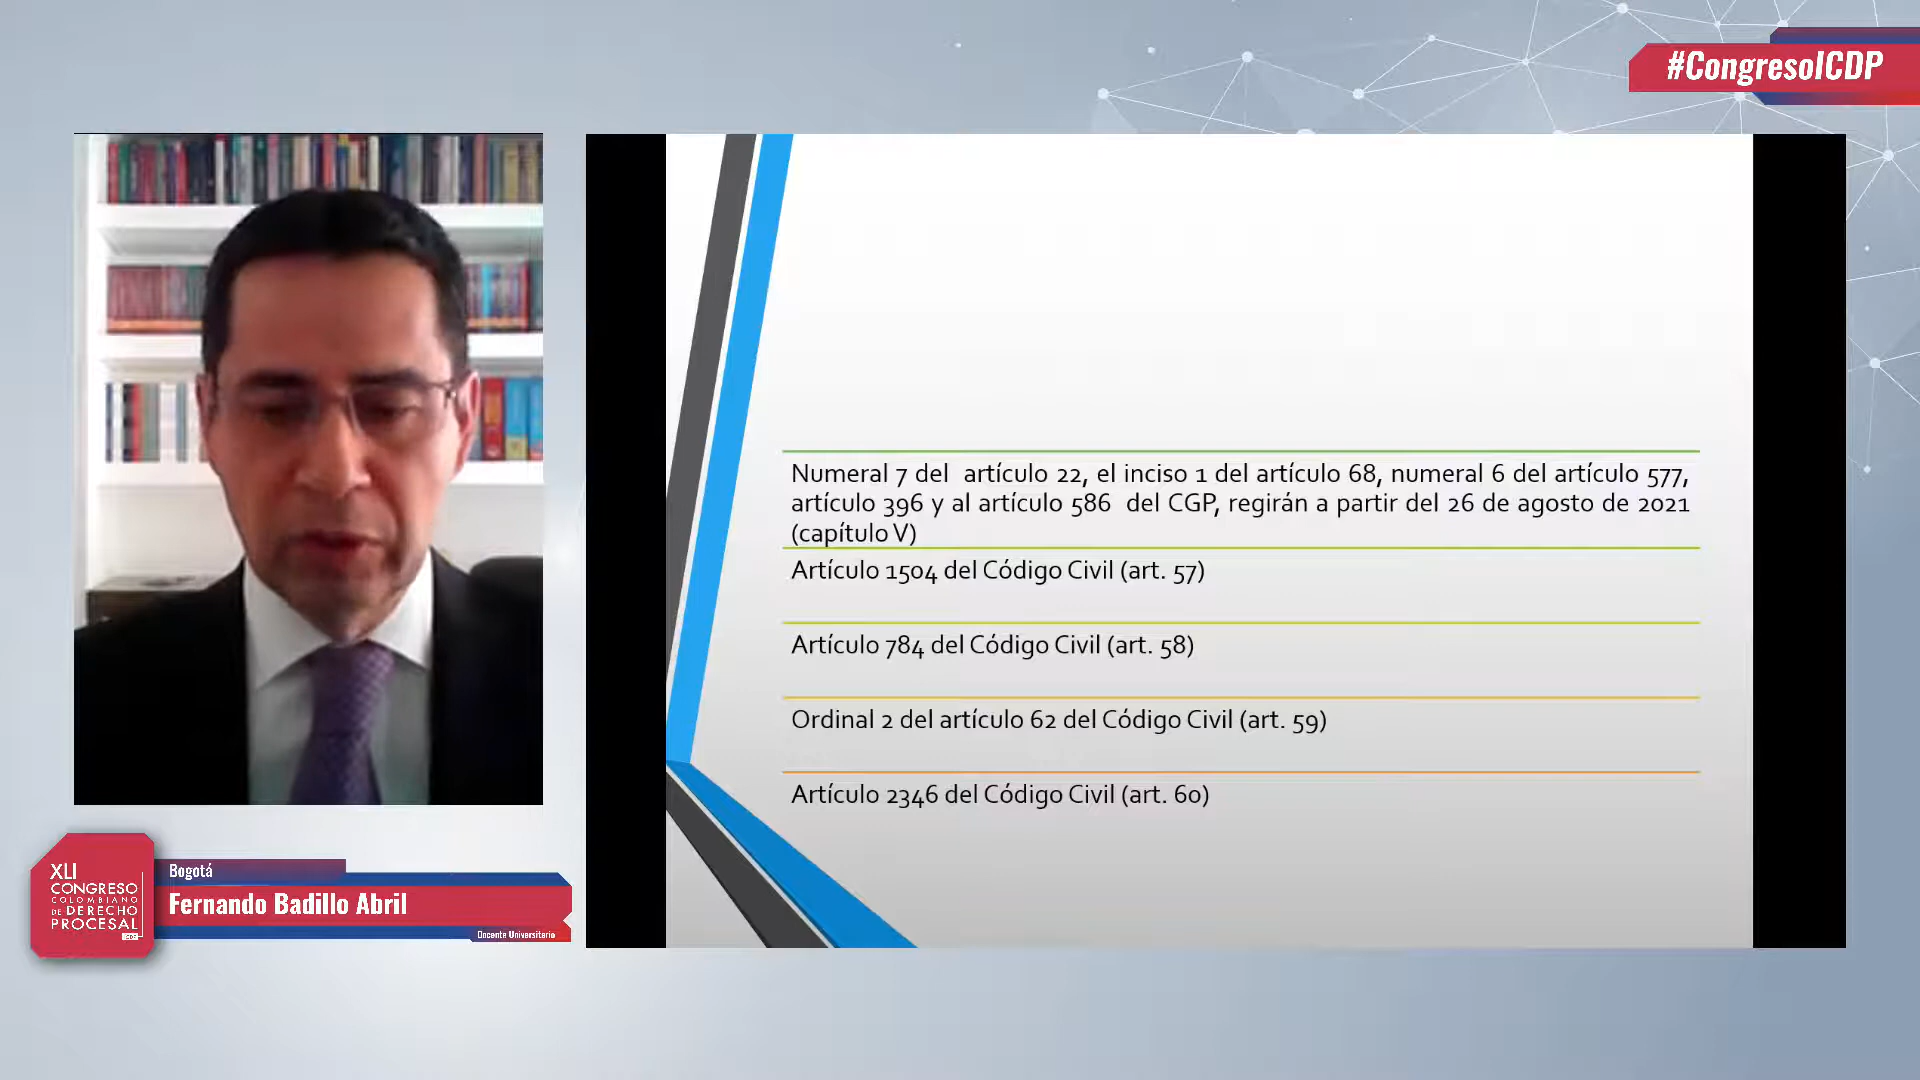 #CongresoICDP
Numeral 7 del artículo 22, el inciso 1 del artículo 68, numeral 6 del artículo 577,
artículo 396 y al artículo 586 del CGP, regirán a partir del 26 de agosto de 2021
(capítulo V)
Artículo 1504 del Código Civil (art. 57)
Artículo 784 del Código Civil (art. 58)
Ordinal 2 del artículo 62 del Código Civil (art. 59)
Artículo 2346 del Código Civil (art. 60)
XLI
CONGRESO
COLOMBIANO
DE DERECHO
PROCESAL
Bogotá
Fernando Badillo Abril
Docente Universitario